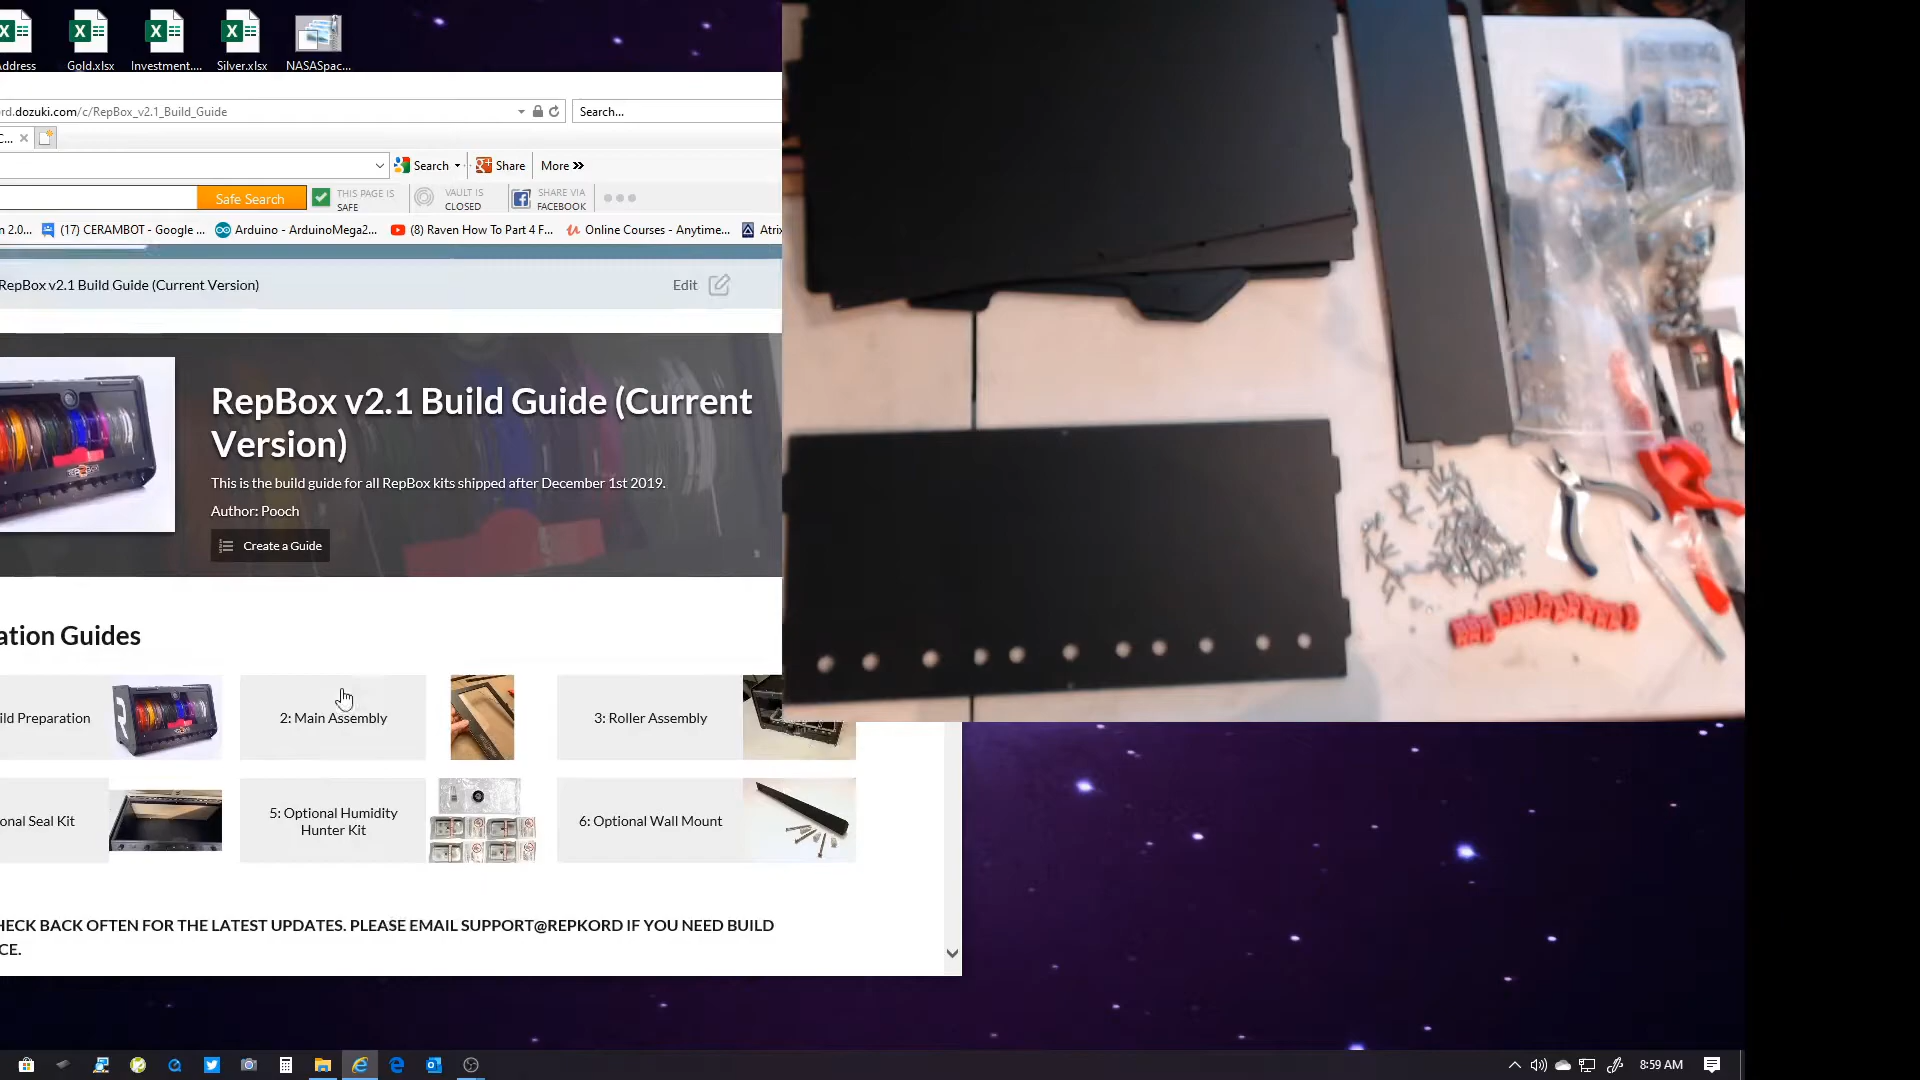 Address
Gold.xlsx
Investment....
Silver.xlsx
NASASpac...
rd.dozuki.com/c/RepBox_v2.1_Build_Guide
Search...
C...
Search
Share
More
Safe Search
THIS PAGE IS
SAFE
VAULT IS
CLOSED
SHARE VIA
FACEBOOK
n 2.0...
(17) CERAMBOT - Google ...
Arduino - ArduinoMega2...
(8) Raven How To Part 4 F...
Online Courses - Anytime...
Atrix
RepBox v2.1 Build Guide (Current Version)
Edit
RepBox v2.1 Build Guide (Current
Version)
This is the build guide for all RepBox kits shipped after December 1st 2019.
Author: Pooch
Create a Guide
ation Guides
ild Preparation
2: Main Assembly
3: Roller Assembly
onal Seal Kit
5: Optional Humidity
Hunter Kit
6: Optional Wall Mount
HECK BACK OFTEN FOR THE LATEST UPDATES. PLEASE EMAIL SUPPORT@REPKORD IF YOU NEED BUILD
CE.
8:59 AM